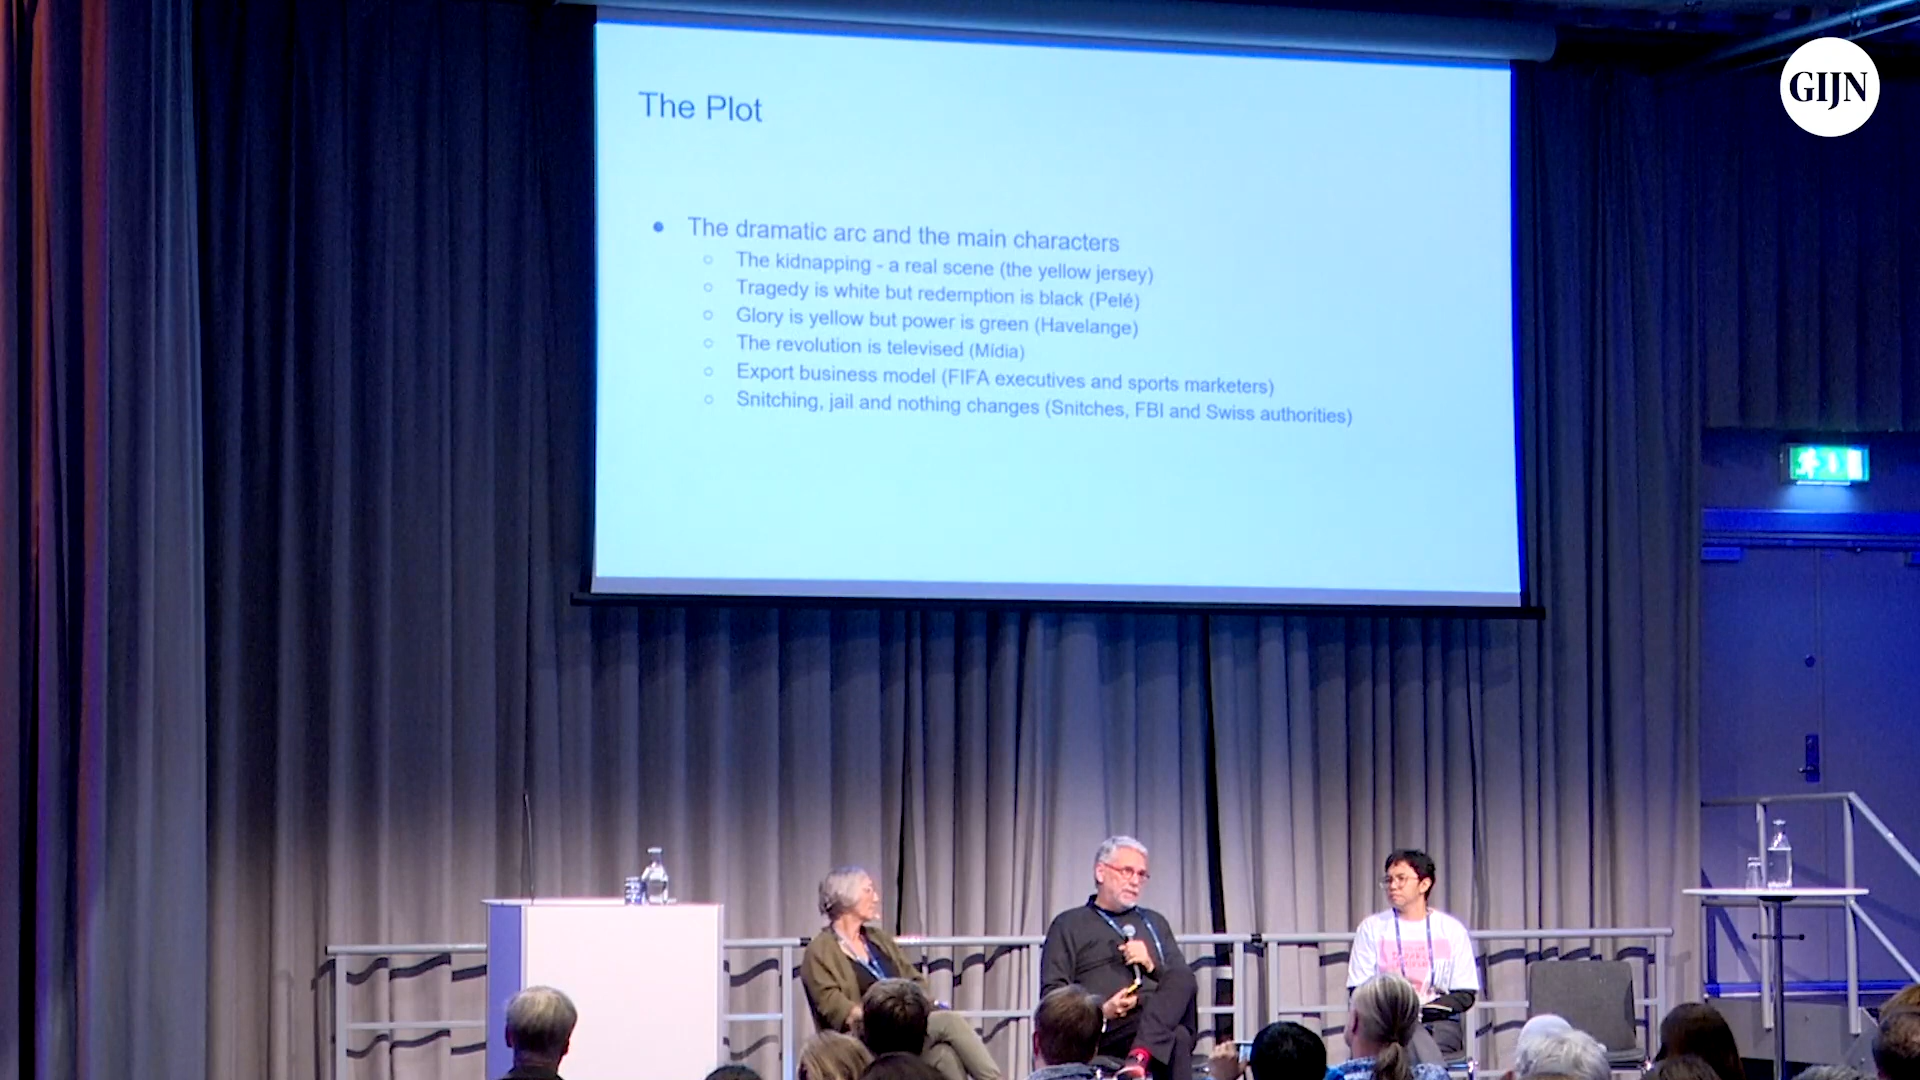 GIJN
The Plot
● The dramatic arc and the main characters
○ The kidnapping - a real scene (the yellow jersey)
○ Tragedy is white but redemption is black (Pelé)
○ Glory is yellow but power is green (Havelange)
○ The revolution is televised (Mídia)
○ Export business model (FIFA executives and sports marketers)
○ Snitching, jail and nothing changes (Snitches, FBI and Swiss authorities)